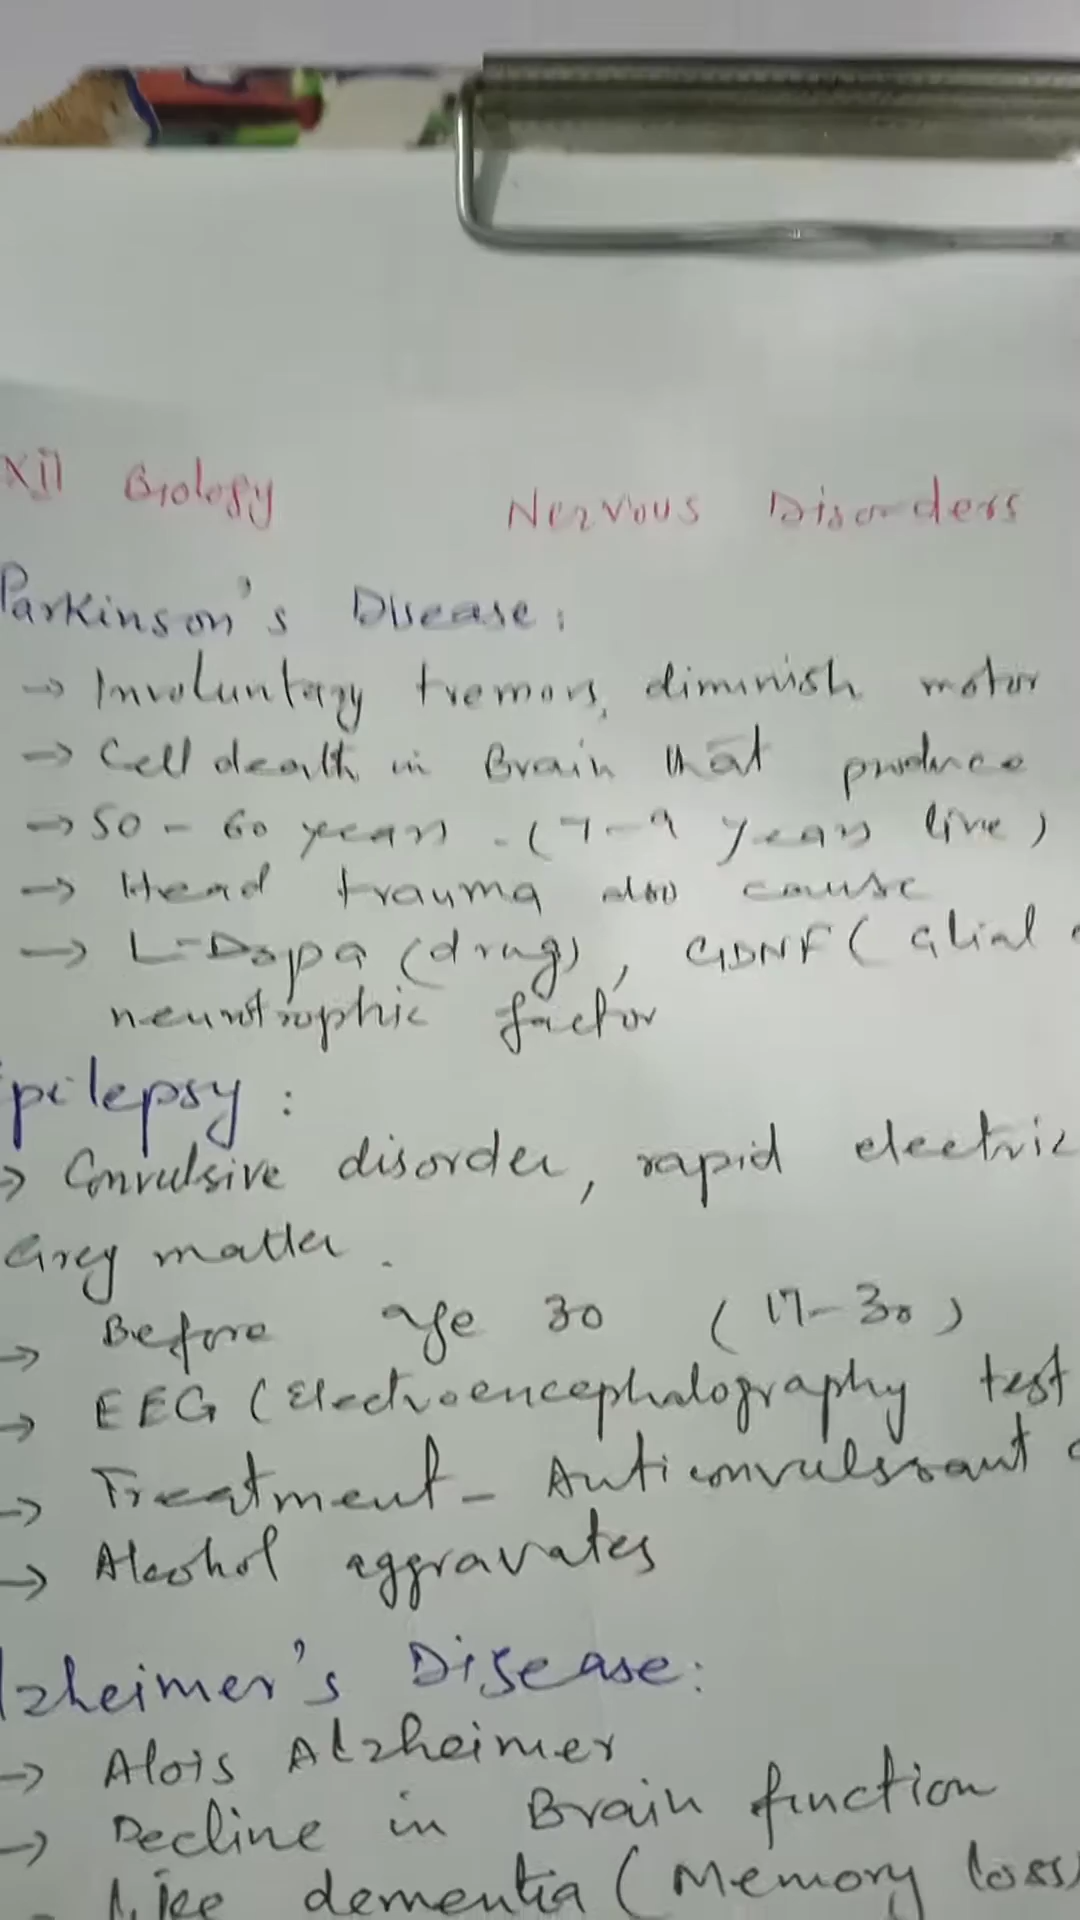 XII Biology Nervous Disorders
Parkinson's Disease:
→ Involuntary tremors, diminish motor
→ Cell death in Brain that produce
→ 50 - 60 years. (7-9 years live)
→ Head trauma also cause
→ L-Dopa (drug), GDNF (Glial
neurotrophic factor
pilepsy:
→ Convulsive disorder, rapid electric
Grey matter.
→ Before age 30 (17-30)
→ EEG (Electroencephalography test
→ Treatment - Anticonvulssant
→ Alcohol aggravates
lzheimer's Disease:
→ Alois Alzheimer
→ Decline in Brain function
Like dementia (Memory loss)